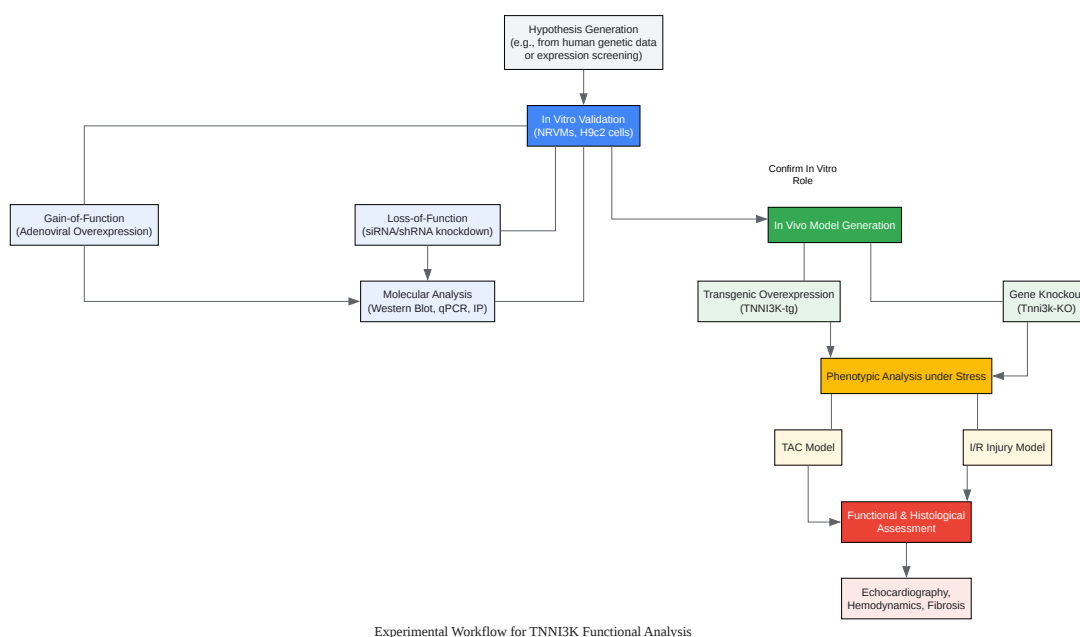 Hypothesis Generation
(e.g., from human genetic data
or expression screening)
In Vitro Validation
(NRVMs, H9c2 cells)
Confirm In Vitro
Role
Gain-of-Function
(Adenoviral Overexpression)
Loss-of-Function
(siRNA/shRNA knockdown)
In Vivo Model Generation
Molecular Analysis
(Western Blot, qPCR, IP)
Transgenic Overexpression
(TNNI3K-tg)
Gene Knockou
(Tnni3k-KO)
Phenotypic Analysis under Stress
TAC Model
I/R Injury Model
Functional & Histological
Assessment
Echocardiography,
Hemodynamics, Fibrosis
Experimental Workflow for TNNI3K Functional Analysis